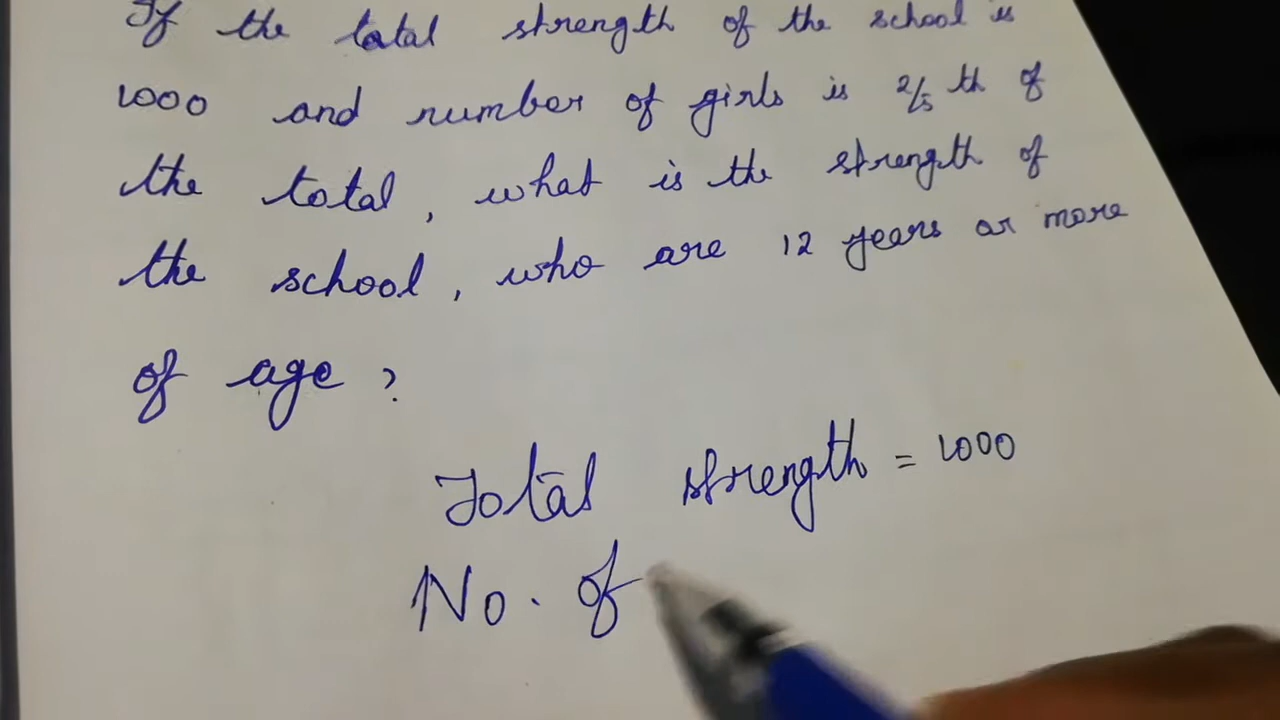 If the total strength of the school is
1000 and number of girls is 2/5 th of
the total, what is the strength of
the school, who are 12 years or more
of age?
Total strength = 1000
No. of